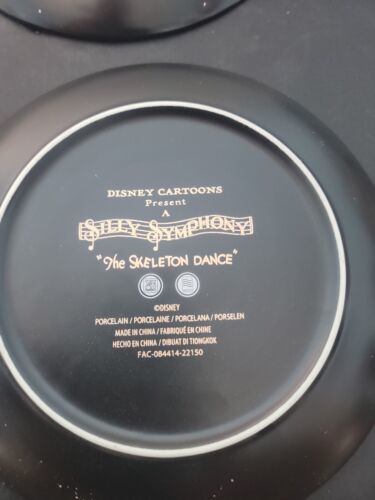 DISNEY CARTOONS
Present
A
SILLY SYMPHONY
"The SKELETON DANCE"
©DISNEY
PORCELAIN / PORCELAINE / PORCELANA / PORSELEN
MADE IN CHINA / FABRIQUÉ EN CHINE
HECHO EN CHINA / DIBUAT DI TIONGKOK
FAC-084414-22150